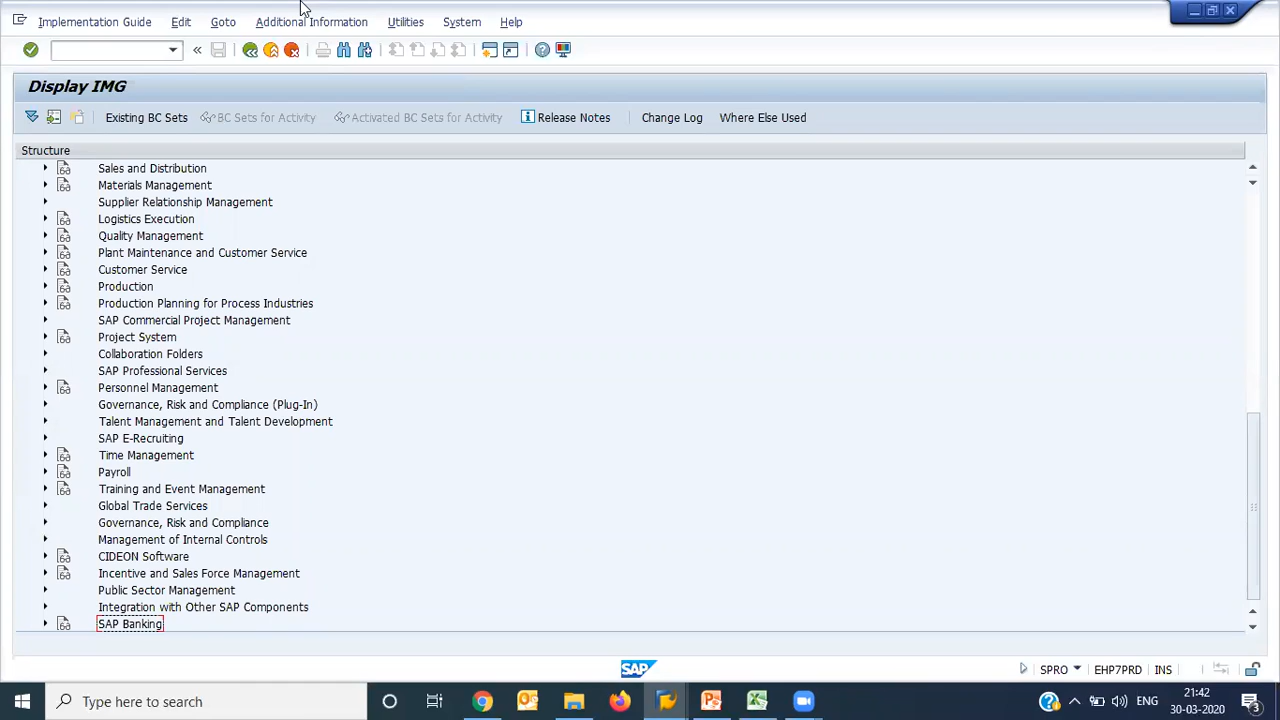 Implementation Guide Edit Goto Additional Information Utilities System Help
Display IMG
Existing BC Sets BC Sets for Activity Activated BC Sets for Activity Release Notes Change Log Where Else Used
Structure
Sales and Distribution
Materials Management
Supplier Relationship Management
Logistics Execution
Quality Management
Plant Maintenance and Customer Service
Customer Service
Production
Production Planning for Process Industries
SAP Commercial Project Management
Project System
Collaboration Folders
SAP Professional Services
Personnel Management
Governance, Risk and Compliance (Plug-In)
Talent Management and Talent Development
SAP E-Recruiting
Time Management
Payroll
Training and Event Management
Global Trade Services
Governance, Risk and Compliance
Management of Internal Controls
CIDEON Software
Incentive and Sales Force Management
Public Sector Management
Integration with Other SAP Components
SAP Banking
SAP
SPRO EHP7PRD INS
Type here to search
ENG
21:42
30-03-2020
3